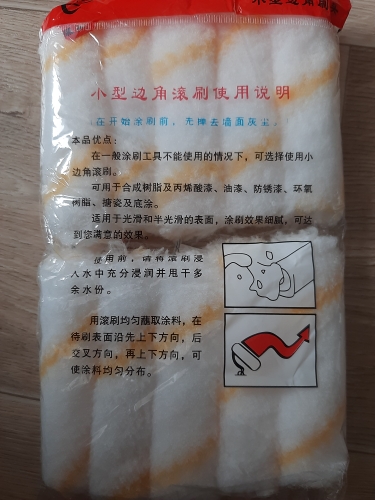 小型边角滚刷使用说明
在开始涂刷前，先掸去墙面灰尘。
本品优点：
在一般涂刷工具不能使用的情况下，可选择使用小
边角滚刷。
可用于合成树脂及丙烯酸漆、油漆、防锈漆、环氧
树脂、搪瓷及底涂。
适用于光滑和半光滑的表面，涂刷效果细腻，可达
到您满意的效果。
使用前，请将滚刷浸
入水中充分浸润并甩干多
余水份。
用滚刷均匀蘸取涂料，在
待刷表面沿先上下方向，后
交叉方向，再上下方向，可
使涂料均匀分布。